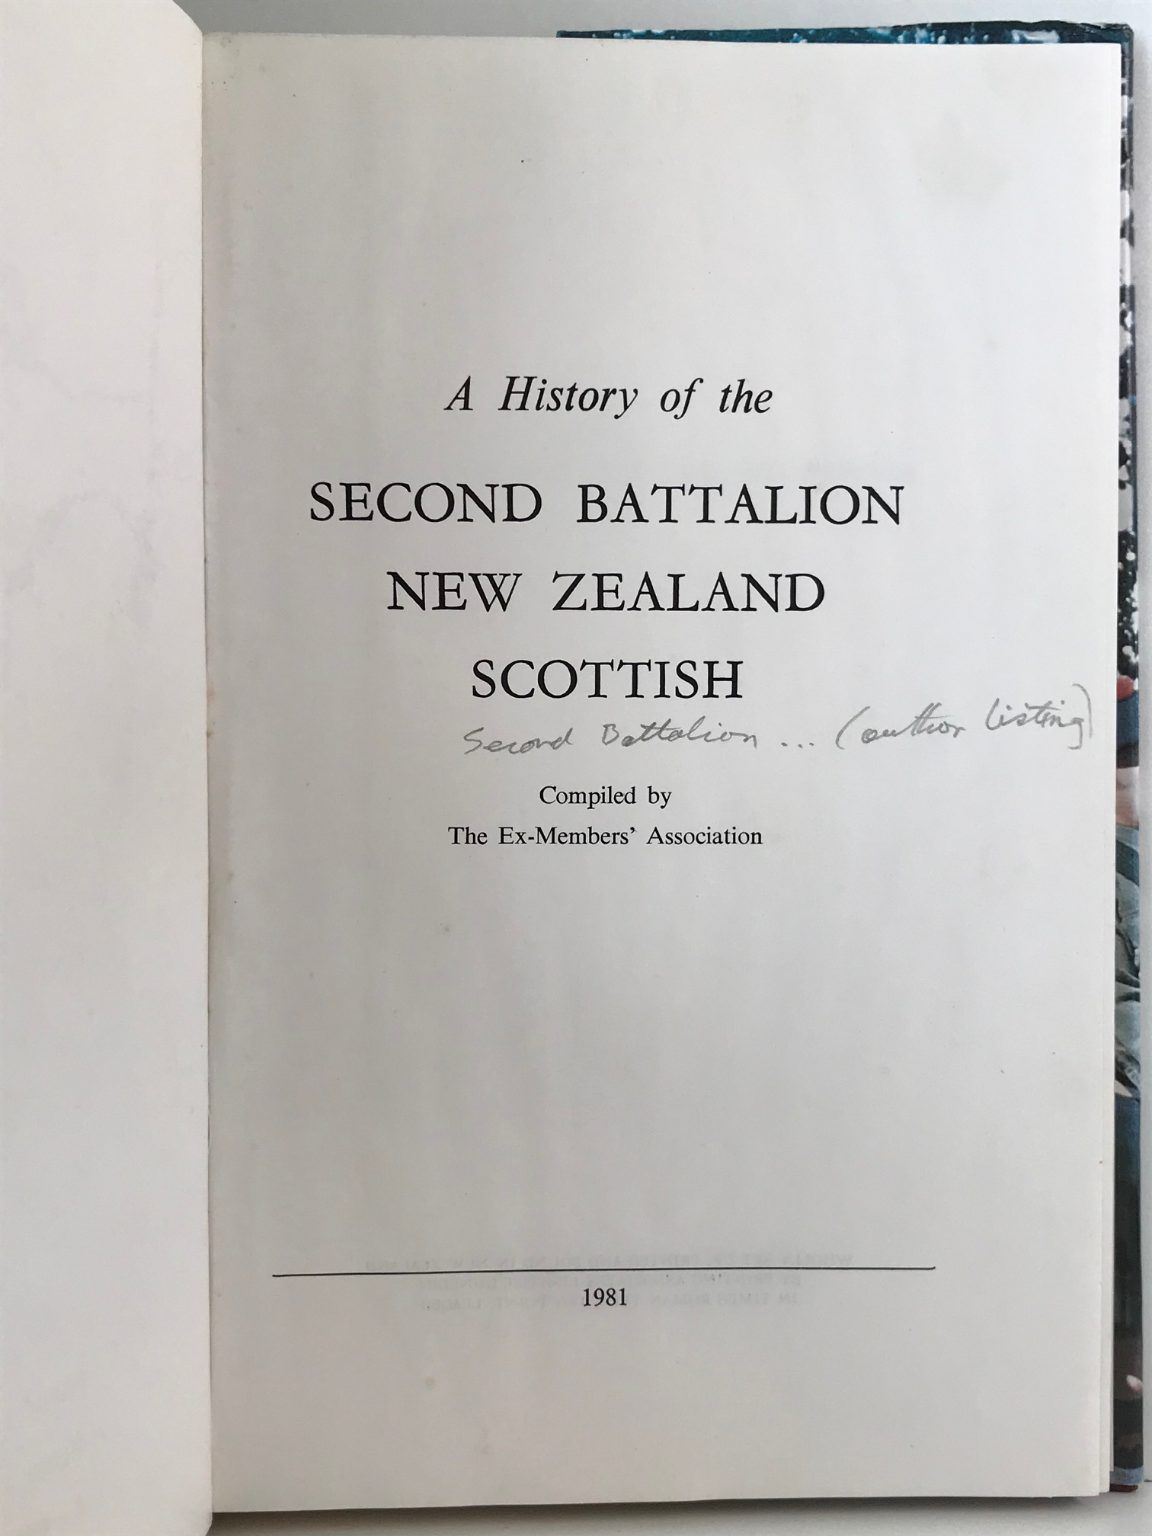 A History of the
SECOND BATTALION
NEW ZEALAND
SCOTTISH
Second Battalion ... (author listing)
Compiled by
The Ex-Members' Association
1981